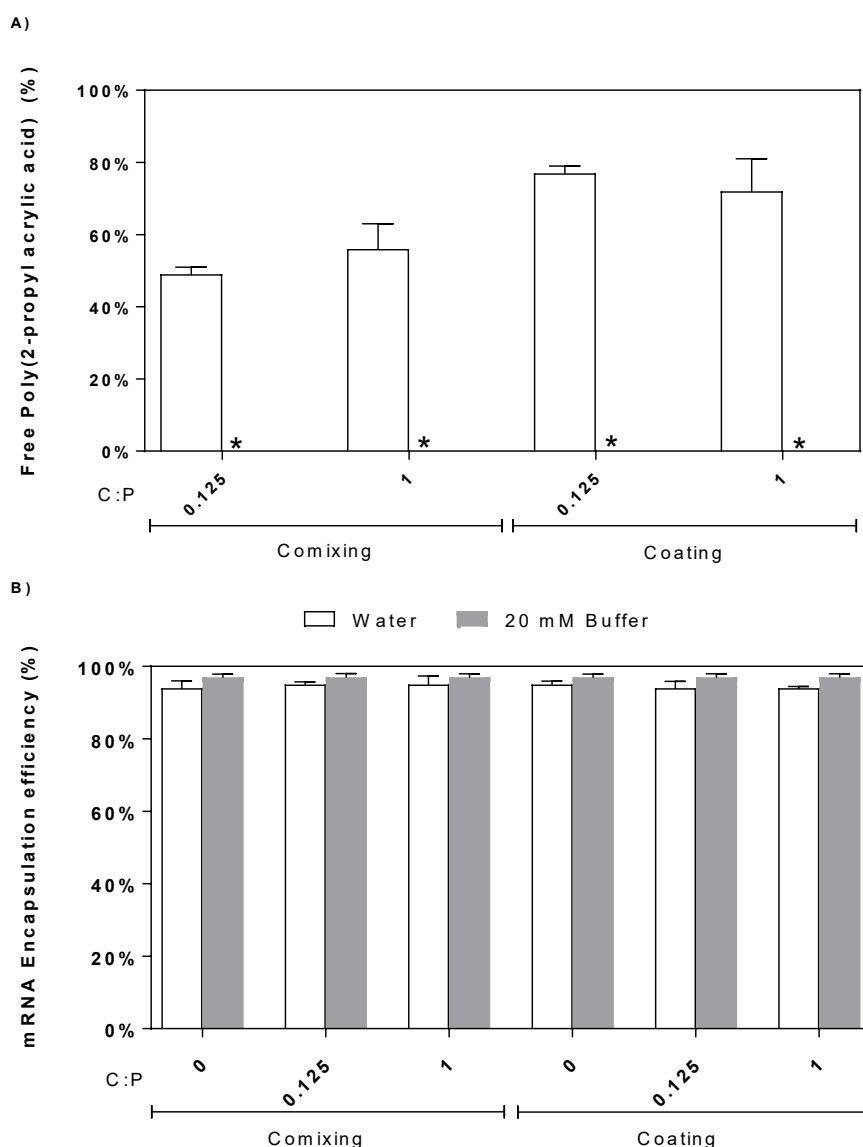 A)
Free Poly(2-propyl acrylic acid) (%)
100%
80%
60%
40%
20%
0%
* * * *
C:P 0.125 1 0.125 1
Comixing Coating
B)
Water 20 mM Buffer
mRNA Encapsulation efficiency (%)
100%
80%
60%
40%
20%
0%
C:P 0 0.125 1 0 0.125 1
Comixing Coating